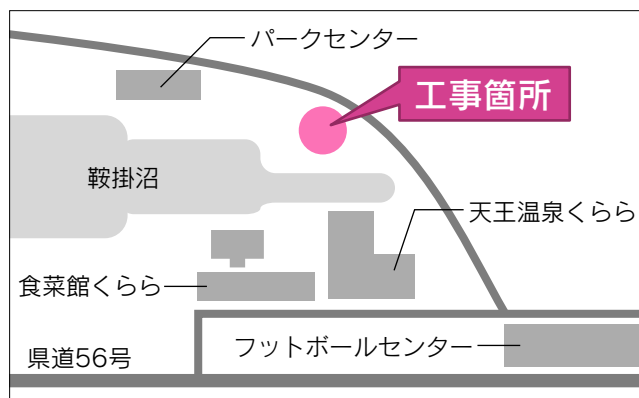 パークセンター
工事箇所
鞍掛沼
天王温泉くらら
食菜館くらら
フットボールセンター
県道56号